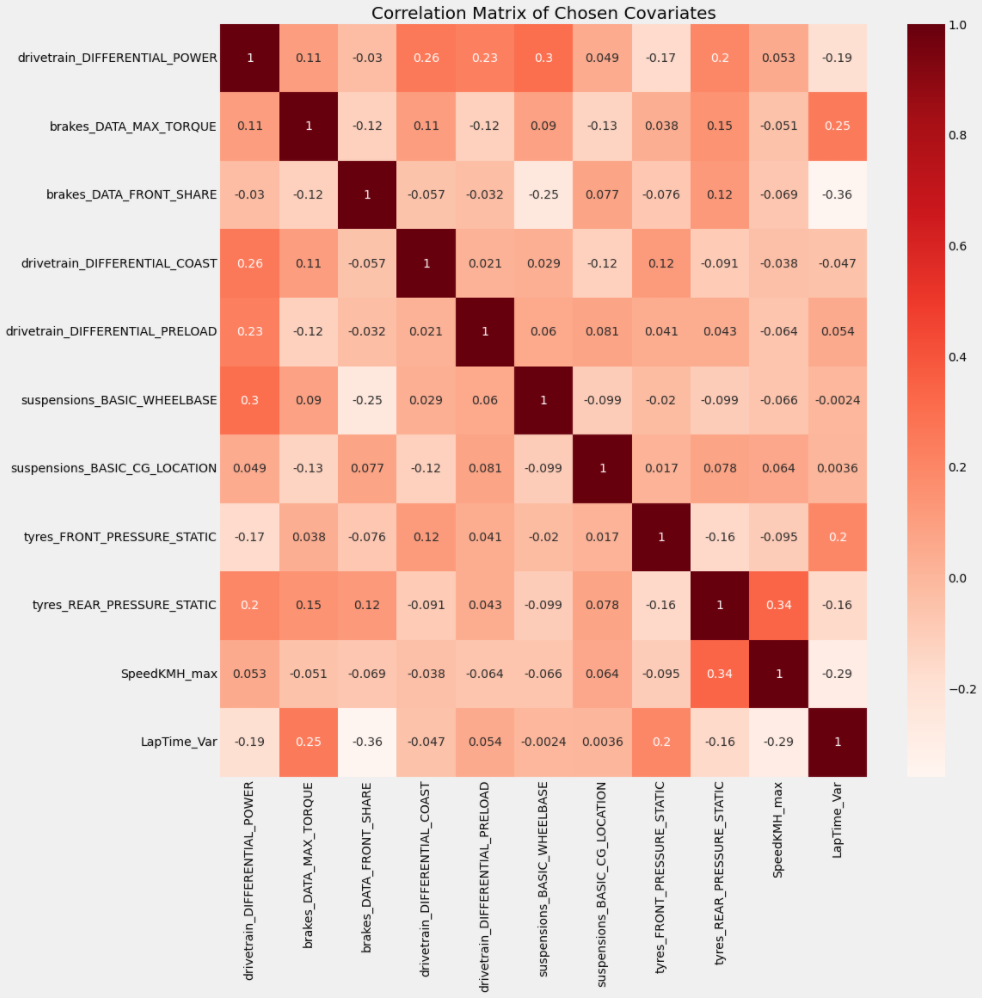 Correlation Matrix of Chosen Covariates
drivetrain_DIFFERENTIAL_POWER 1 0.11 -0.03 0.26 0.23 0.3 0.049 -0.17 0.2 0.053 -0.19
brakes_DATA_MAX_TORQUE 0.11 1 -0.12 0.11 -0.12 0.09 -0.13 0.038 0.15 -0.051 0.25
brakes_DATA_FRONT_SHARE -0.03 -0.12 1 -0.057 -0.032 -0.25 0.077 -0.076 0.12 -0.069 -0.36
drivetrain_DIFFERENTIAL_COAST 0.26 0.11 -0.057 1 0.021 0.029 -0.12 0.12 -0.091 -0.038 -0.047
drivetrain_DIFFERENTIAL_PRELOAD 0.23 -0.12 -0.032 0.021 1 0.06 0.081 0.041 0.043 -0.064 0.054
suspensions_BASIC_WHEELBASE 0.3 0.09 -0.25 0.029 0.06 1 -0.099 -0.02 -0.099 -0.066 -0.0024
suspensions_BASIC_CG_LOCATION 0.049 -0.13 0.077 -0.12 0.081 -0.099 1 0.017 0.078 0.064 0.0036
tyres_FRONT_PRESSURE_STATIC -0.17 0.038 -0.076 0.12 0.041 -0.02 0.017 1 -0.16 -0.095 0.2
tyres_REAR_PRESSURE_STATIC 0.2 0.15 0.12 -0.091 0.043 -0.099 0.078 -0.16 1 0.34 -0.16
SpeedKMH_max 0.053 -0.051 -0.069 -0.038 -0.064 -0.066 0.064 -0.095 0.34 1 -0.29
LapTime_Var -0.19 0.25 -0.36 -0.047 0.054 -0.0024 0.0036 0.2 -0.16 -0.29 1
drivetrain_DIFFERENTIAL_POWER
brakes_DATA_MAX_TORQUE
brakes_DATA_FRONT_SHARE
drivetrain_DIFFERENTIAL_COAST
drivetrain_DIFFERENTIAL_PRELOAD
suspensions_BASIC_WHEELBASE
suspensions_BASIC_CG_LOCATION
tyres_FRONT_PRESSURE_STATIC
tyres_REAR_PRESSURE_STATIC
SpeedKMH_max
LapTime_Var
1.0
0.8
0.6
0.4
0.2
0.0
−0.2